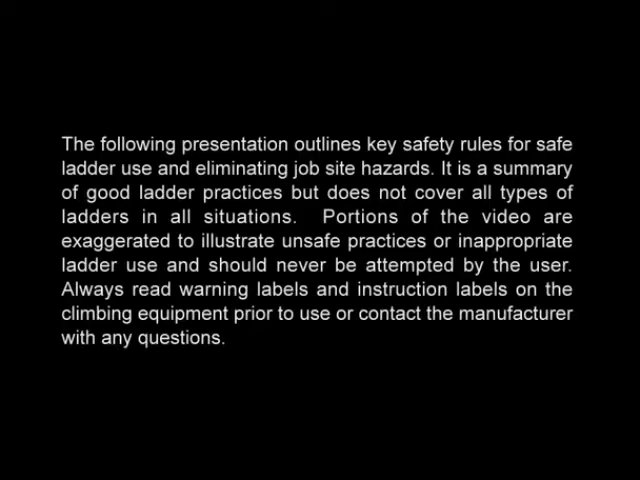 The following presentation outlines key safety rules for safe
ladder use and eliminating job site hazards. It is a summary
of good ladder practices but does not cover all types of
ladders in all situations. Portions of the video are
exaggerated to illustrate unsafe practices or inappropriate
ladder use and should never be attempted by the user.
Always read warning labels and instruction labels on the
climbing equipment prior to use or contact the manufacturer
with any questions.